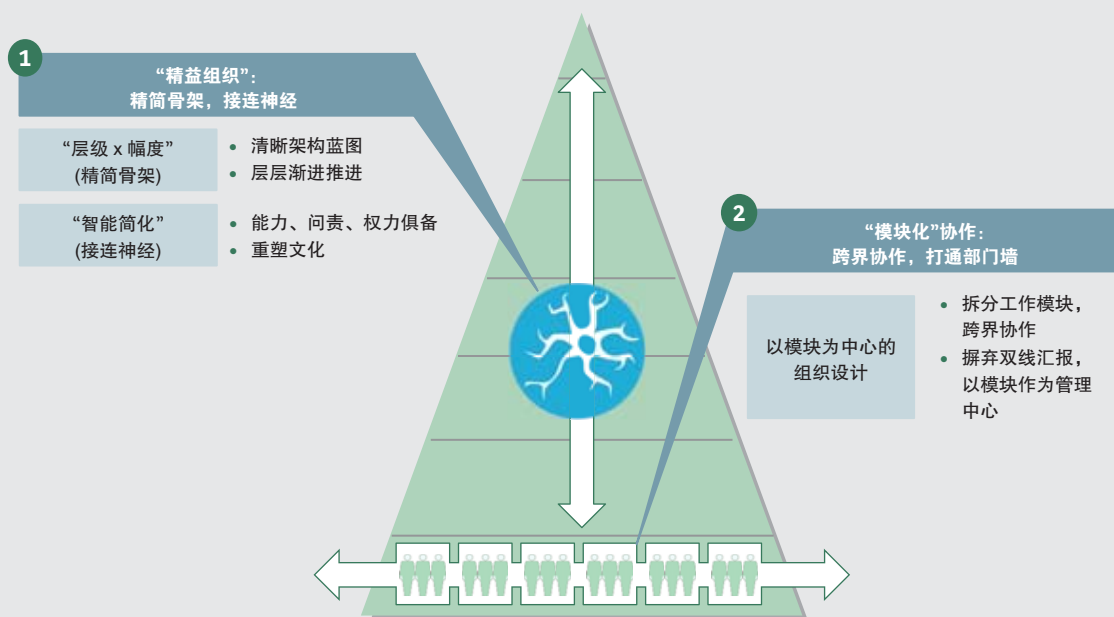 1
“精益组织”：
精简骨架，接连神经
“层级 x 幅度”
(精简骨架)
• 清晰架构蓝图
• 层层渐进推进
“智能简化”
(接连神经)
• 能力、问责、权力俱备
• 重塑文化
2
“模块化”协作：
跨界协作，打通部门墙
以模块为中心的
组织设计
• 拆分工作模块，
跨界协作
• 摒弃双线汇报，
以模块作为管理
中心